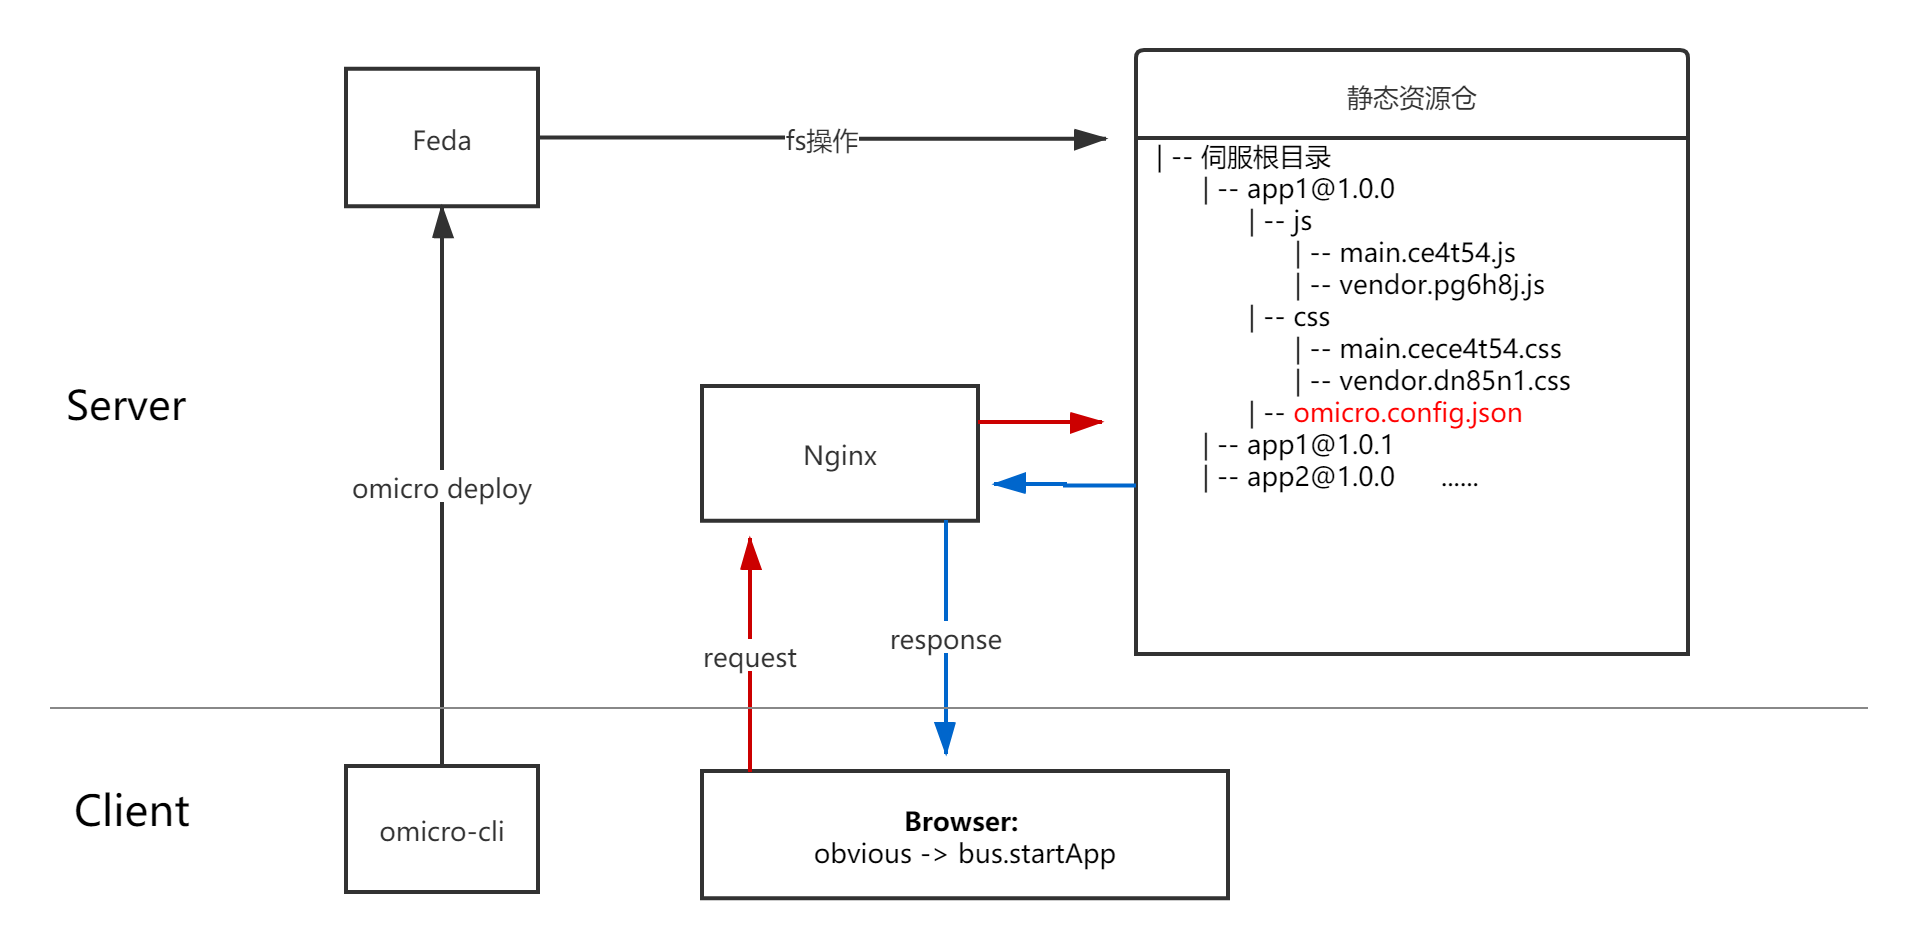 静态资源仓
Feda
fs操作
| -- 伺服根目录
| -- app1@1.0.0
| -- js
| -- main.ce4t54.js
| -- vendor.pg6h8j.js
| -- css
| -- main.cece4t54.css
| -- vendor.dn85n1.css
| -- omicro.config.json
| -- app1@1.0.1
| -- app2@1.0.0 ......
Server
Nginx
omicro deploy
response
request
Client
omicro-cli
Browser:
obvious -> bus.startApp